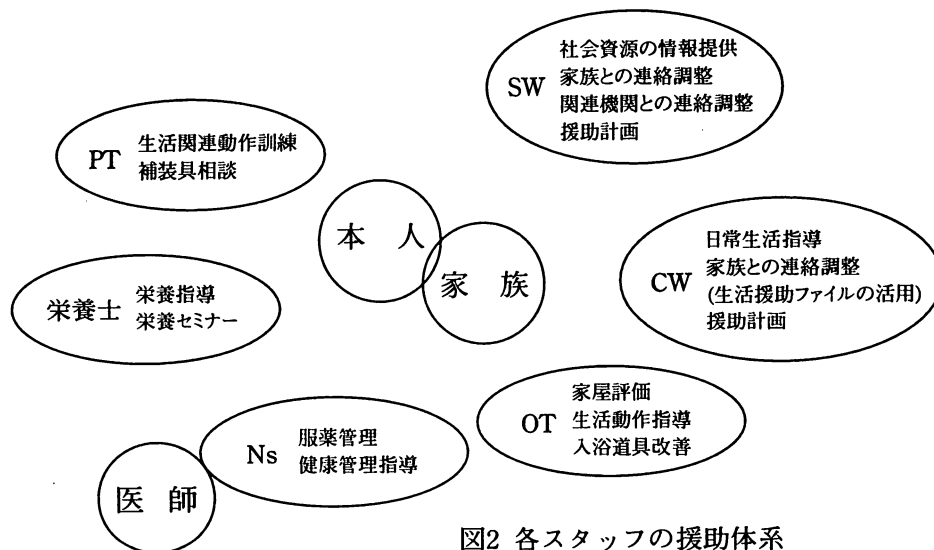 SW
社会資源の情報提供
家族との連絡調整
関連機関との連絡調整
援助計画
PT
生活関連動作訓練
補装具相談
本 人
家 族
CW
日常生活指導
家族との連絡調整
(生活援助ファイルの活用)
援助計画
栄養士
栄養指導
栄養セミナー
OT
家屋評価
生活動作指導
入浴道具改善
Ns
服薬管理
健康管理指導
医 師
図2 各スタッフの援助体系